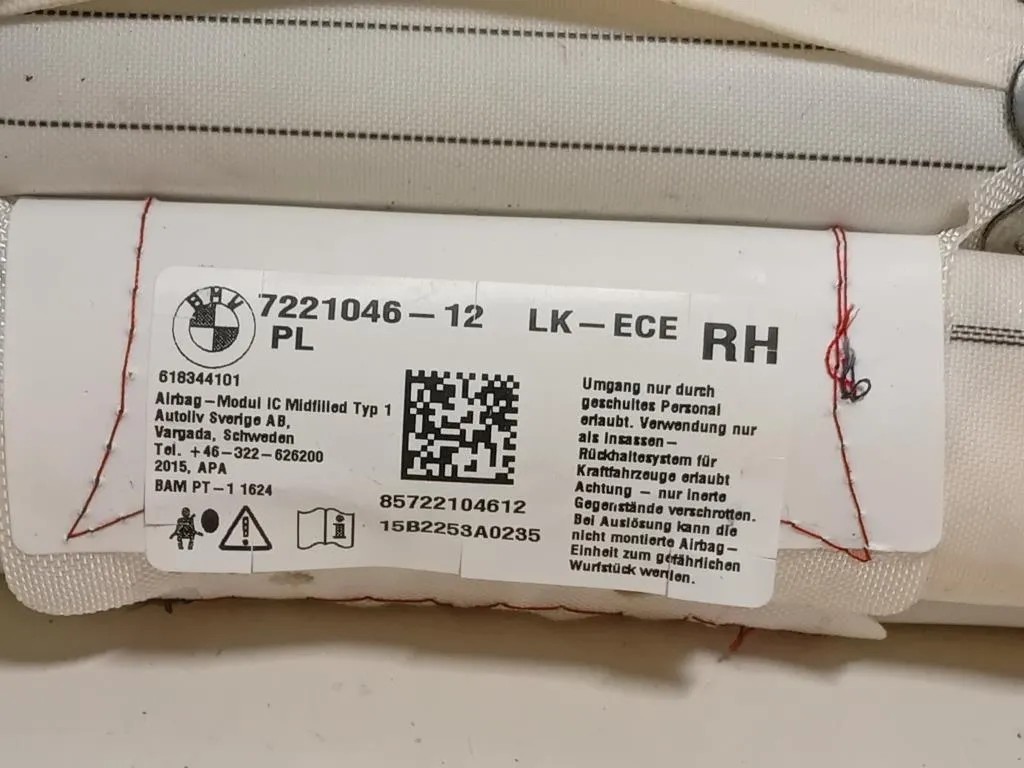 BMW
7221046-12 LK-ECE RH
PL
618344101
Airbag-Modul IC Midfilled Typ 1
Autoliv Sverige AB,
Vargada, Schweden
Tel. +46-322-626200
2015, APA
BAM PT-1 1624
85722104612
15B2253A0235
Umgang nur durch
geschultes Personal
erlaubt. Verwendung nur
als Insassen-
Rückhaltesystem für
Kraftfahrzeuge erlaubt
Achtung - nur inerte
Gegenstände verschrotten.
Bei Auslösung kann die
nicht montierte Airbag-
Einheit zum gefährlichen
Wurfstück werden.